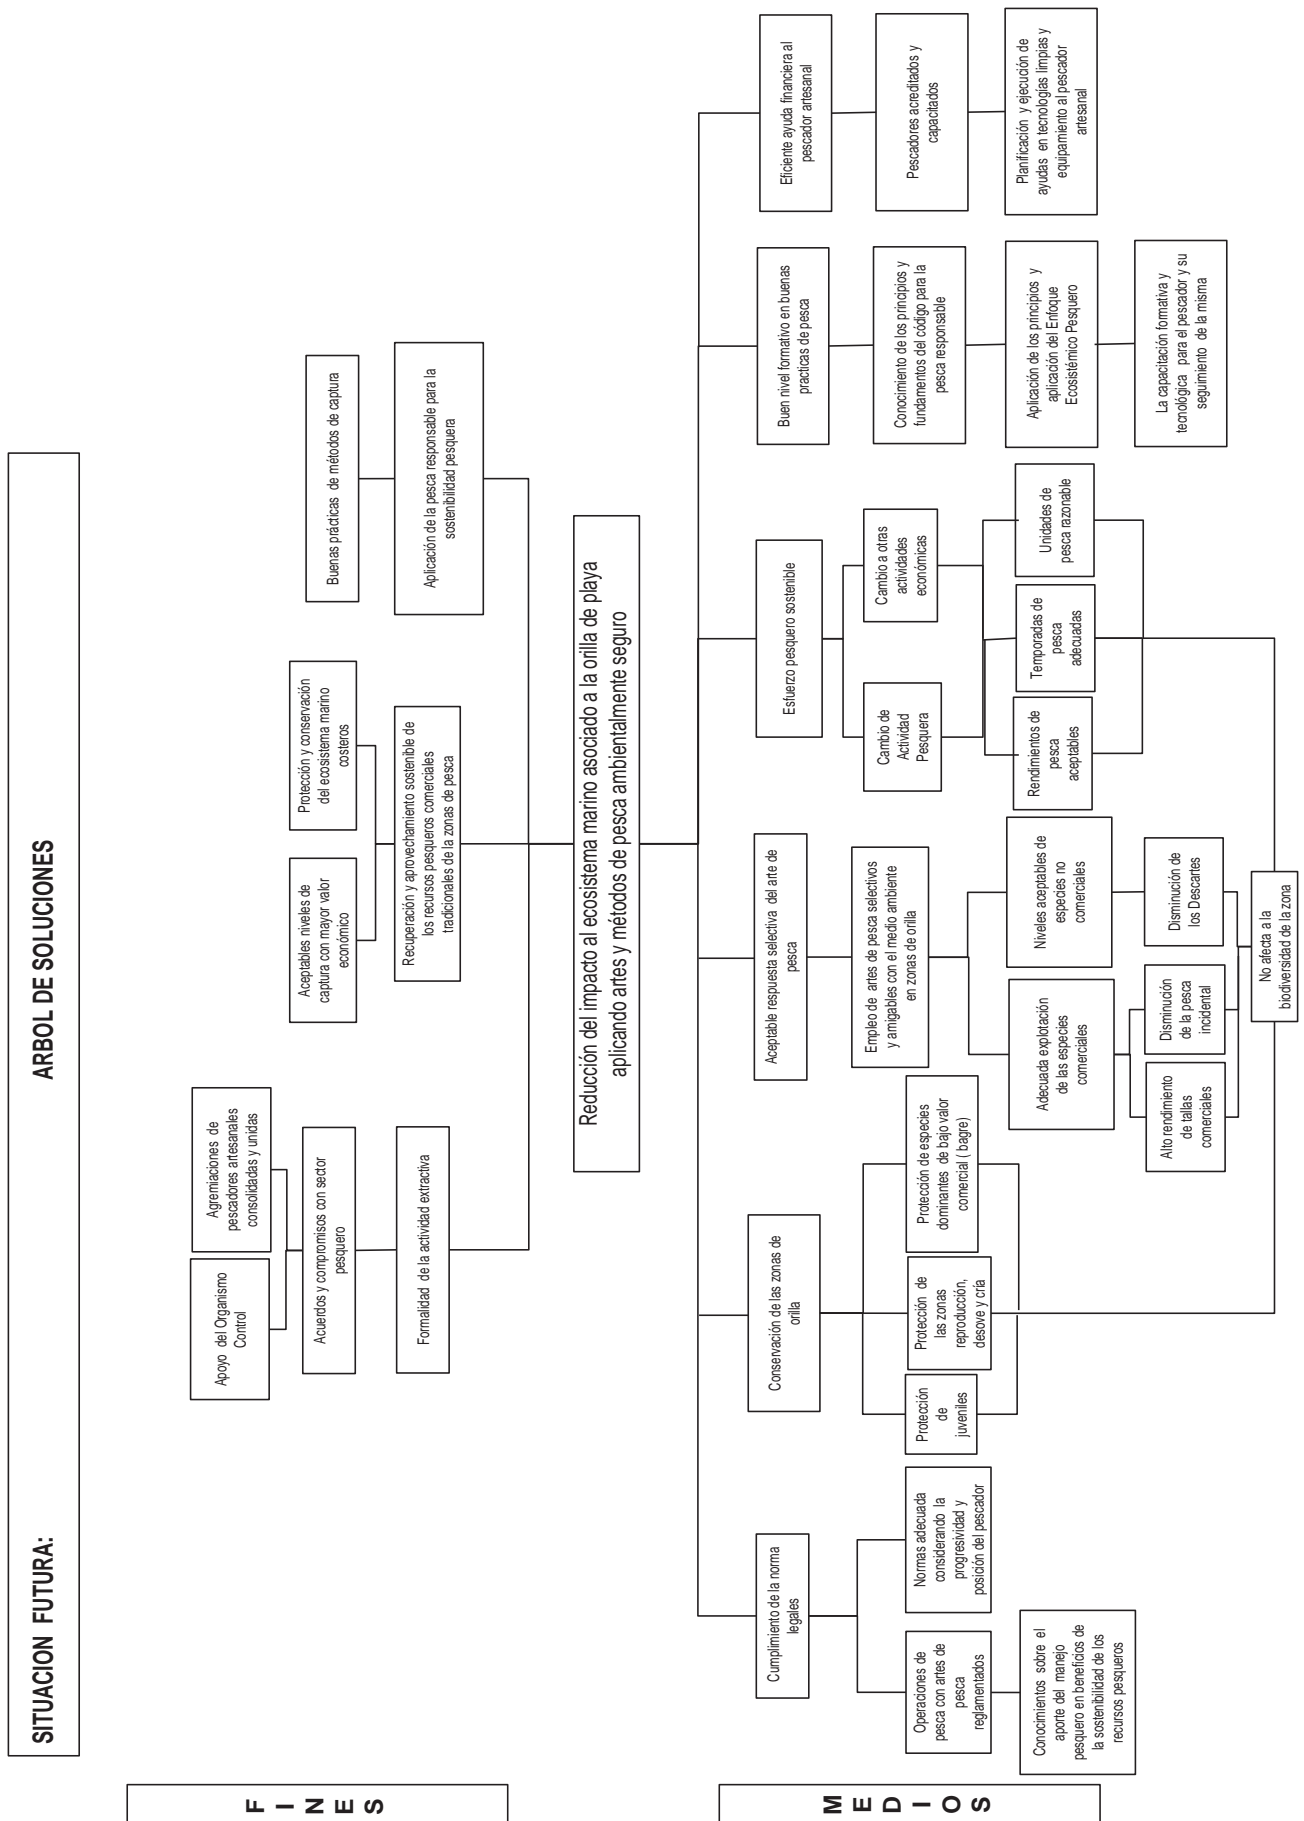 SITUACION FUTURA:
ARBOL DE SOLUCIONES
F
I
N
E
S
Apoyo del Organismo
Control
Agremiaciones de
pescadores artesanales
consolidadas y unidas
Acuerdos y compromisos con sector
pesquero
Formalidad de la actividad extractiva
Aceptables niveles de
captura con mayor valor
económico
Protección y conservación
del ecosistema marino
costeros
Recuperación y aprovechamiento sostenible de
los recursos pesqueros comerciales
tradicionales de la zonas de pesca
Buenas prácticas de métodos de captura
Aplicación de la pesca responsable para la
sostenibilidad pesquera
Reducción del impacto al ecosistema marino asociado a la orilla de playa
aplicando artes y métodos de pesca ambientalmente seguro
M
E
D
I
O
S
Cumplimiento de la norma
legales
Operaciones de
pesca con artes de
pesca
reglamentados
Normas adecuada
considerando la
progresividad y
posición del pescador
Conocimientos sobre el
aporte del manejo
pesquero en beneficios de
la sostenibilidad de los
recursos pesqueros
Conservación de las zonas de
orilla
Protección
de
juveniles
Protección de
las zonas
reproducción,
desove y cría
Protección de especies
dominantes de bajo valor
comercial ( bagre)
Aceptable respuesta selectiva del arte de
pesca
Empleo de artes de pesca selectivos
y amigables con el medio ambiente
en zonas de orilla
Adecuada explotación
de las especies
comerciales
Niveles aceptables de
especies no
comerciales
Alto rendimiento
de tallas
comerciales
Disminución
de la pesca
incidental
Disminución de
los Descartes
No afecta a la
biodiversidad de la zona
Esfuerzo pesquero sostenible
Cambio de
Actividad
Pesquera
Cambio a otras
actividades
económicas
Rendimientos de
pesca
aceptables
Temporadas de
pesca
adecuadas
Unidades de
pesca razonable
Buen nivel formativo en buenas
practicas de pesca
Conocimiento de los principios y
fundamentos del código para la
pesca responsable
Aplicación de los principios y
aplicación del Enfoque
Ecosistémico Pesquero
La capacitación formativa y
tecnológica para el pescador y su
seguimiento de la misma
Eficiente ayuda financiera al
pescador artesanal
Pescadores acreditados y
capacitados
Planificación y ejecución de
ayudas en tecnologías limpias y
equipamiento al pescador
artesanal